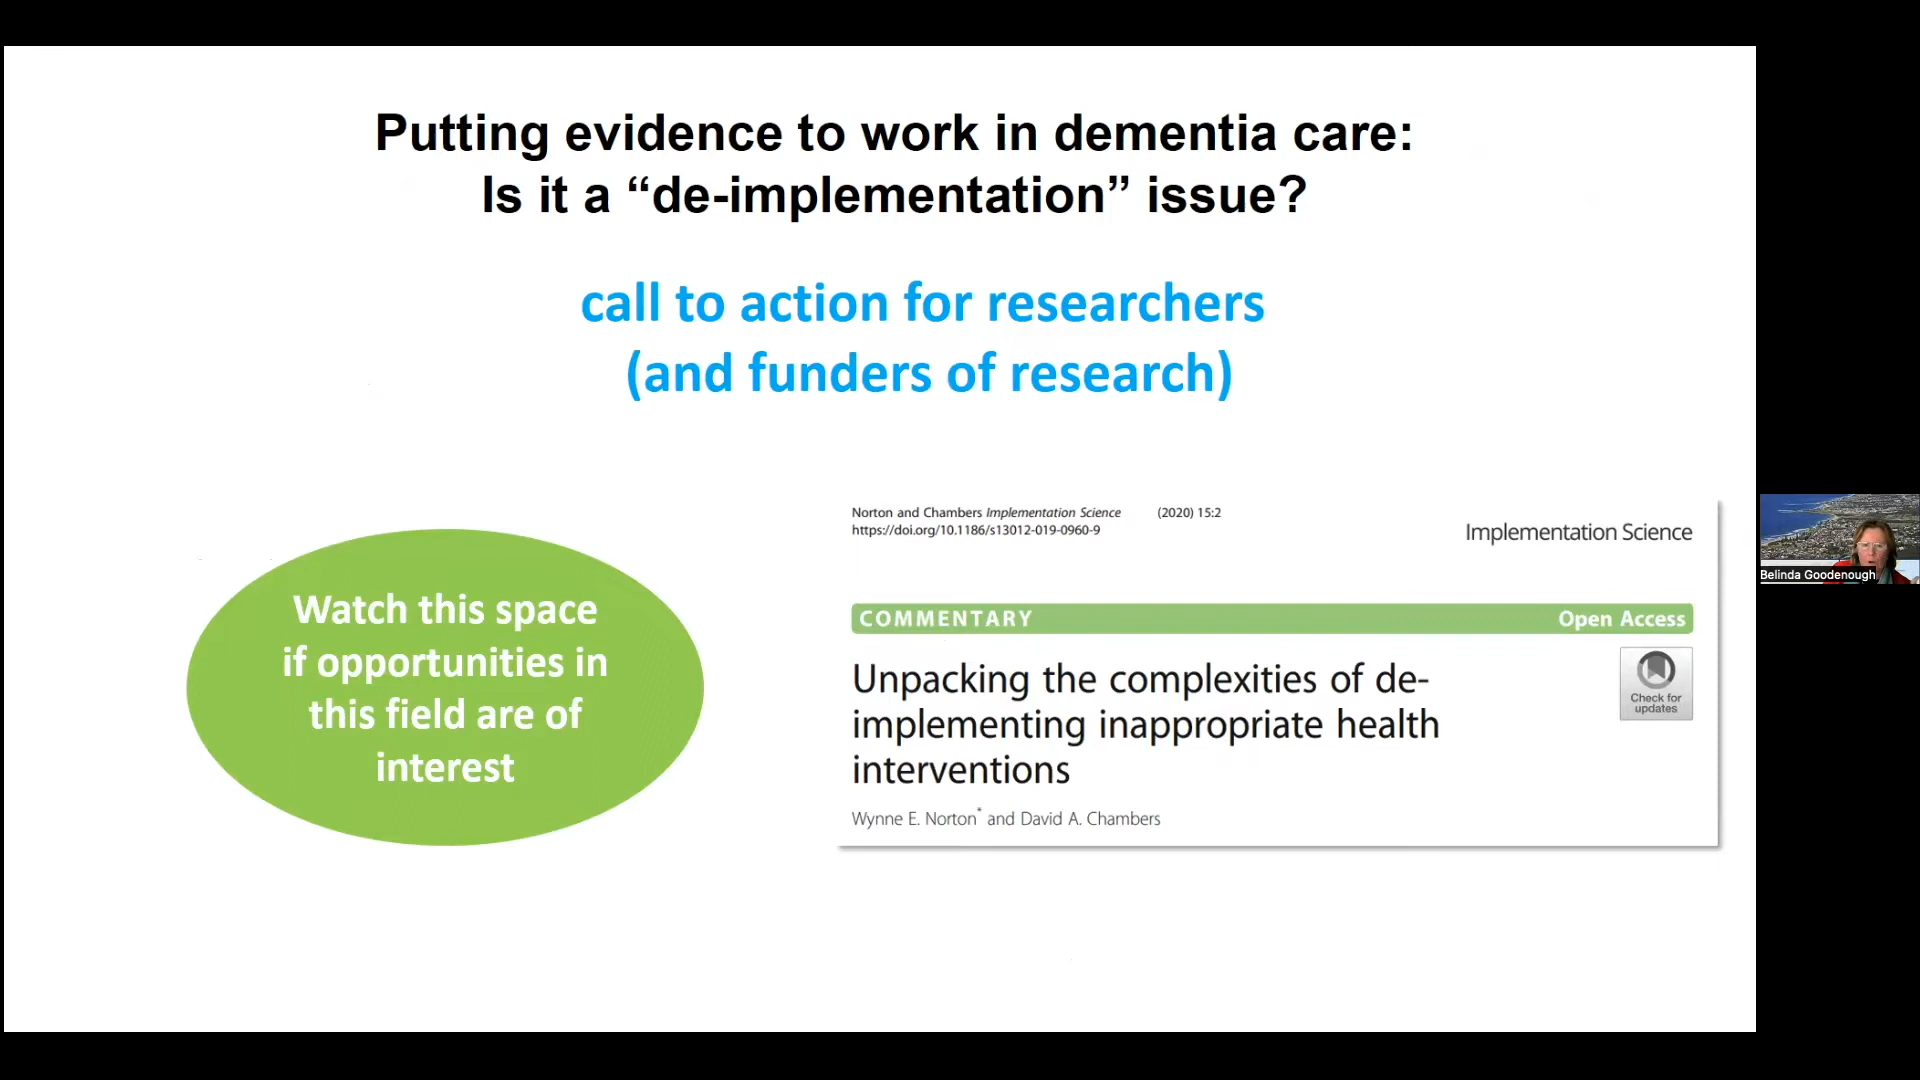 Putting evidence to work in dementia care:
Is it a “de-implementation” issue?
call to action for researchers
(and funders of research)
Watch this space
if opportunities in
this field are of
interest
Norton and Chambers Implementation Science (2020) 15:2
https://doi.org/10.1186/s13012-019-0960-9
Implementation Science
COMMENTARY Open Access
Unpacking the complexities of de-
implementing inappropriate health
interventions
Check for
updates
Wynne E. Norton* and David A. Chambers
Belinda Goodenough